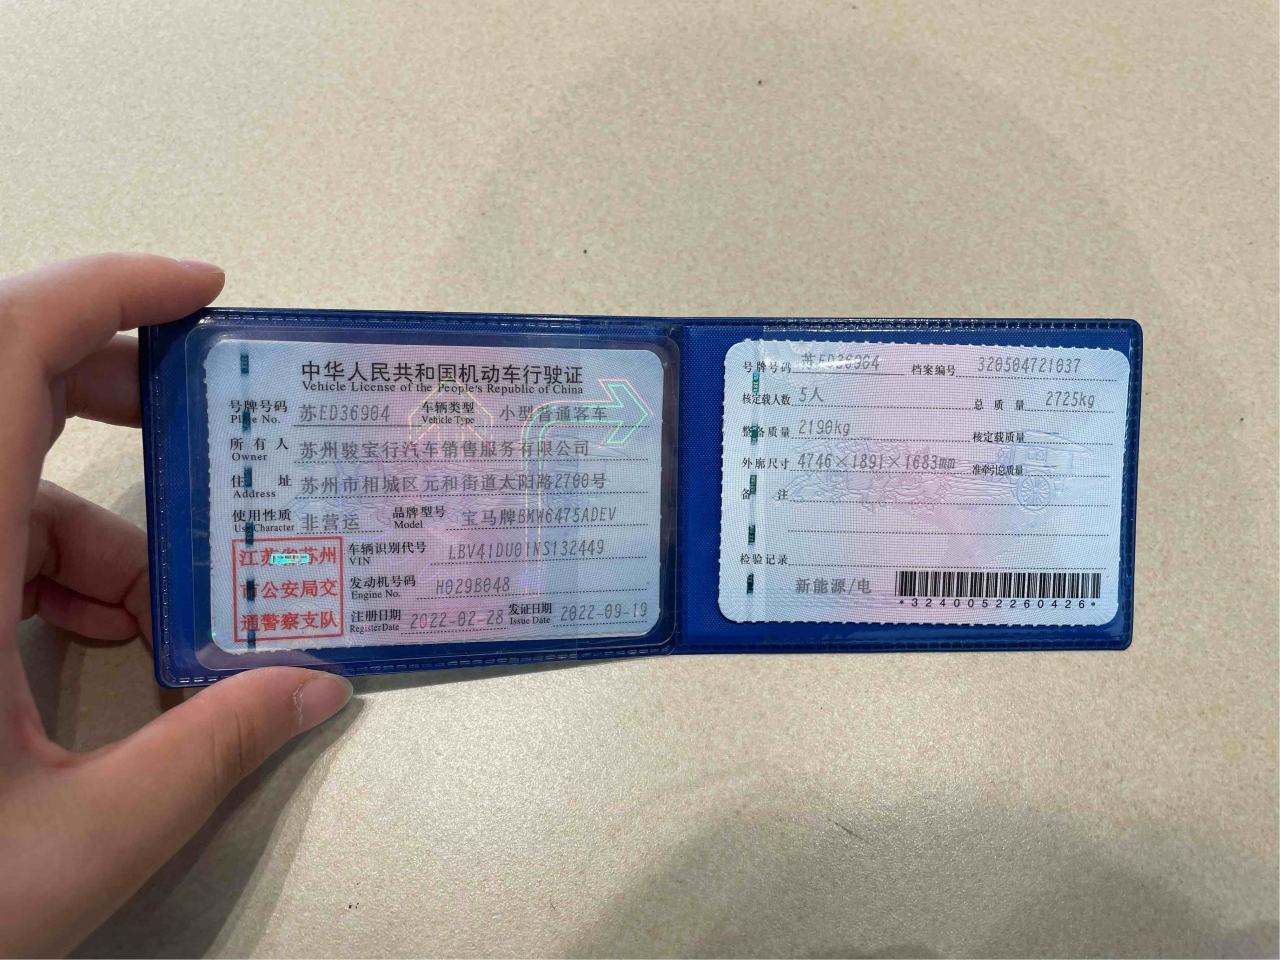 中华人民共和国机动车行驶证
Vehicle License of the People's Republic of China
号牌号码 苏ED36904 车辆类型 小型普通客车
Plate No. Vehicle Type
所有人 苏州骏宝行汽车销售服务有限公司
Owner
住址 苏州市相城区元和街道太阳路2700号
Address
使用性质 非营运 品牌型号 宝马牌BMW6475ADEV
Use Character Model
江苏省苏州
市公安局交
通警察支队
车辆识别代号 LBV41DU01NS132449
VIN
发动机号码 H029B048
Engine No.
注册日期 2022-02-28 发证日期 2022-09-19
Register Date Issue Date
号牌号码 苏ED36904 档案编号 320504721037
核定载人数 5人 总质量 2725kg
整备质量 2190kg 核定载质量
外廓尺寸 4746×1891×1683mm 准牵引总质量
备注
检验记录
新能源/电
*3240052260426*